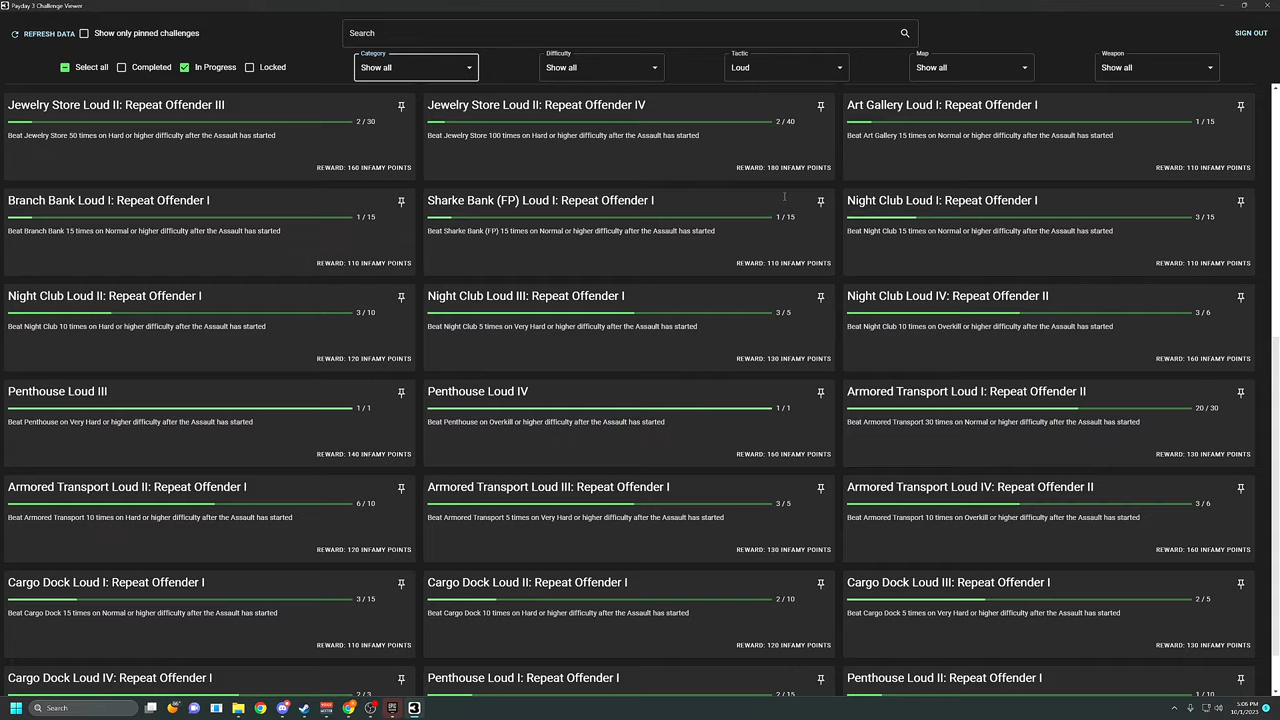 Payday 3 Challenge Viewer
REFRESH DATA Show only pinned challenges
Search
SIGN OUT
Select all Completed In Progress Locked
Category
Show all
Difficulty
Show all
Tactic
Loud
Map
Show all
Weapon
Show all
Jewelry Store Loud II: Repeat Offender III
2 / 30
Beat Jewelry Store 50 times on Hard or higher difficulty after the Assault has started
REWARD: 160 INFAMY POINTS
Jewelry Store Loud II: Repeat Offender IV
2 / 40
Beat Jewelry Store 100 times on Hard or higher difficulty after the Assault has started
REWARD: 180 INFAMY POINTS
Art Gallery Loud I: Repeat Offender I
1 / 15
Beat Art Gallery 15 times on Normal or higher difficulty after the Assault has started
REWARD: 110 INFAMY POINTS
Branch Bank Loud I: Repeat Offender I
1 / 15
Beat Branch Bank 15 times on Normal or higher difficulty after the Assault has started
REWARD: 110 INFAMY POINTS
Sharke Bank (FP) Loud I: Repeat Offender I
1 / 15
Beat Sharke Bank (FP) 15 times on Normal or higher difficulty after the Assault has started
REWARD: 110 INFAMY POINTS
Night Club Loud I: Repeat Offender I
3 / 15
Beat Night Club 15 times on Normal or higher difficulty after the Assault has started
REWARD: 110 INFAMY POINTS
Night Club Loud II: Repeat Offender I
3 / 10
Beat Night Club 10 times on Hard or higher difficulty after the Assault has started
REWARD: 120 INFAMY POINTS
Night Club Loud III: Repeat Offender I
3 / 5
Beat Night Club 5 times on Very Hard or higher difficulty after the Assault has started
REWARD: 130 INFAMY POINTS
Night Club Loud IV: Repeat Offender II
3 / 6
Beat Night Club 10 times on Overkill or higher difficulty after the Assault has started
REWARD: 160 INFAMY POINTS
Penthouse Loud III
1 / 1
Beat Penthouse on Very Hard or higher difficulty after the Assault has started
REWARD: 140 INFAMY POINTS
Penthouse Loud IV
1 / 1
Beat Penthouse on Overkill or higher difficulty after the Assault has started
REWARD: 160 INFAMY POINTS
Armored Transport Loud I: Repeat Offender II
20 / 30
Beat Armored Transport 30 times on Normal or higher difficulty after the Assault has started
REWARD: 130 INFAMY POINTS
Armored Transport Loud II: Repeat Offender I
6 / 10
Beat Armored Transport 10 times on Hard or higher difficulty after the Assault has started
REWARD: 120 INFAMY POINTS
Armored Transport Loud III: Repeat Offender I
3 / 5
Beat Armored Transport 5 times on Very Hard or higher difficulty after the Assault has started
REWARD: 130 INFAMY POINTS
Armored Transport Loud IV: Repeat Offender II
3 / 6
Beat Armored Transport 10 times on Overkill or higher difficulty after the Assault has started
REWARD: 160 INFAMY POINTS
Cargo Dock Loud I: Repeat Offender I
3 / 15
Beat Cargo Dock 15 times on Normal or higher difficulty after the Assault has started
REWARD: 110 INFAMY POINTS
Cargo Dock Loud II: Repeat Offender I
2 / 10
Beat Cargo Dock 10 times on Hard or higher difficulty after the Assault has started
REWARD: 120 INFAMY POINTS
Cargo Dock Loud III: Repeat Offender I
2 / 5
Beat Cargo Dock 5 times on Very Hard or higher difficulty after the Assault has started
REWARD: 130 INFAMY POINTS
Cargo Dock Loud IV: Repeat Offender I
2 / 3
Penthouse Loud I: Repeat Offender I
2 / 15
Penthouse Loud II: Repeat Offender I
1 / 10
Search
5:06 PM
10/1/2023